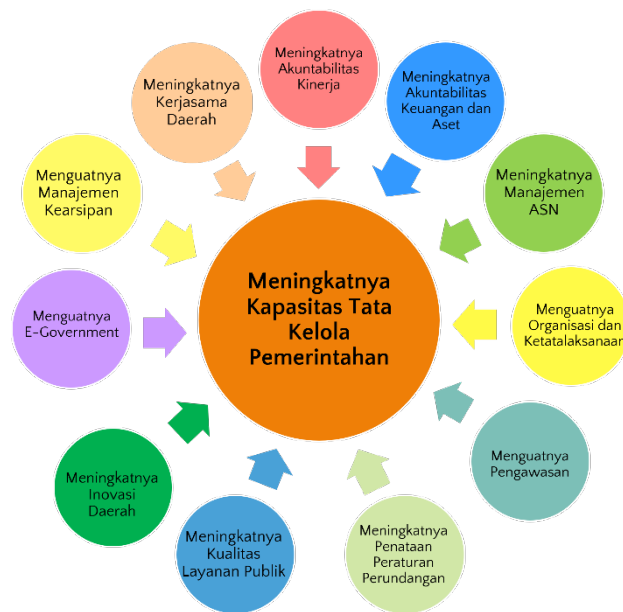 Meningkatnya
Akuntabilitas
Kinerja
Meningkatnya
Akuntabilitas
Keuangan dan
Aset
Meningkatnya
Manajemen
ASN
Menguatnya
Organisasi dan
Ketatalaksanaan
Menguatnya
Pengawasan
Meningkatnya
Penataan
Peraturan
Perundangan
Meningkatnya
Kualitas
Layanan Publik
Meningkatnya
Inovasi
Daerah
Menguatnya
E-Government
Menguatnya
Manajemen
Kearsipan
Meningkatnya
Kerjasama
Daerah
Meningkatnya
Kapasitas Tata
Kelola
Pemerintahan